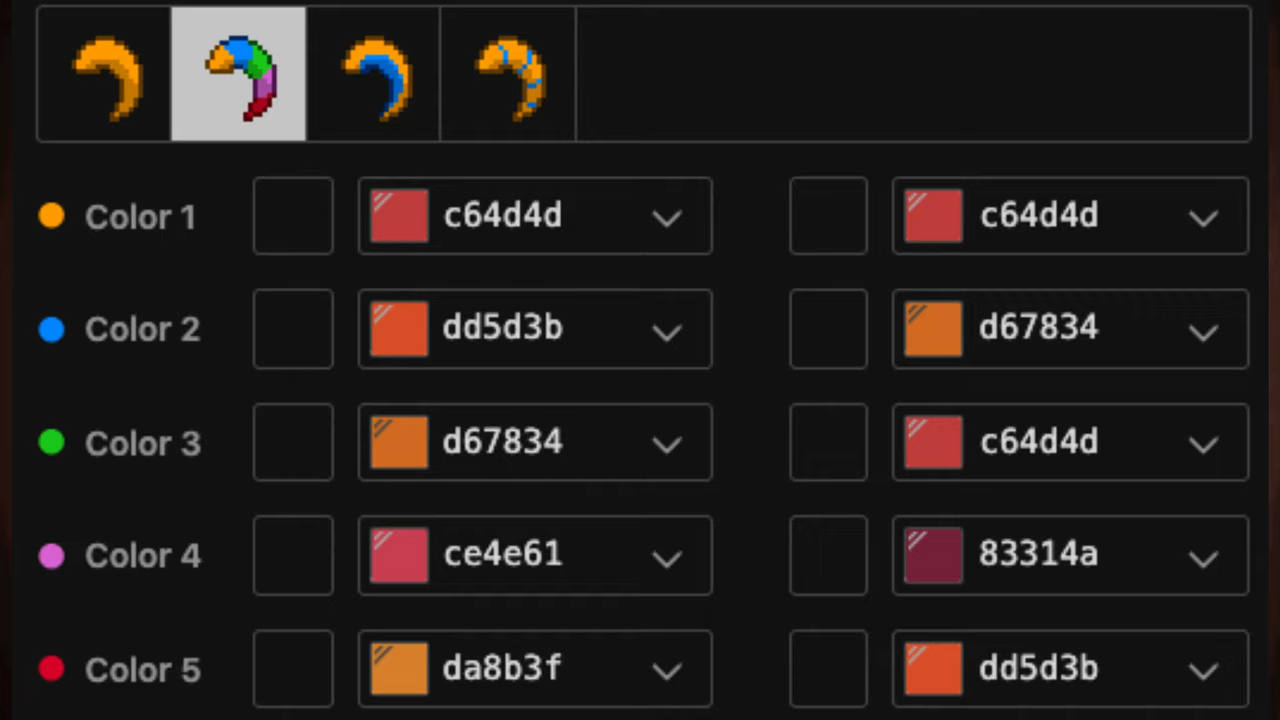 Color 1 c64d4d c64d4d
Color 2 dd5d3b d67834
Color 3 d67834 c64d4d
Color 4 ce4e61 83314a
Color 5 da8b3f dd5d3b